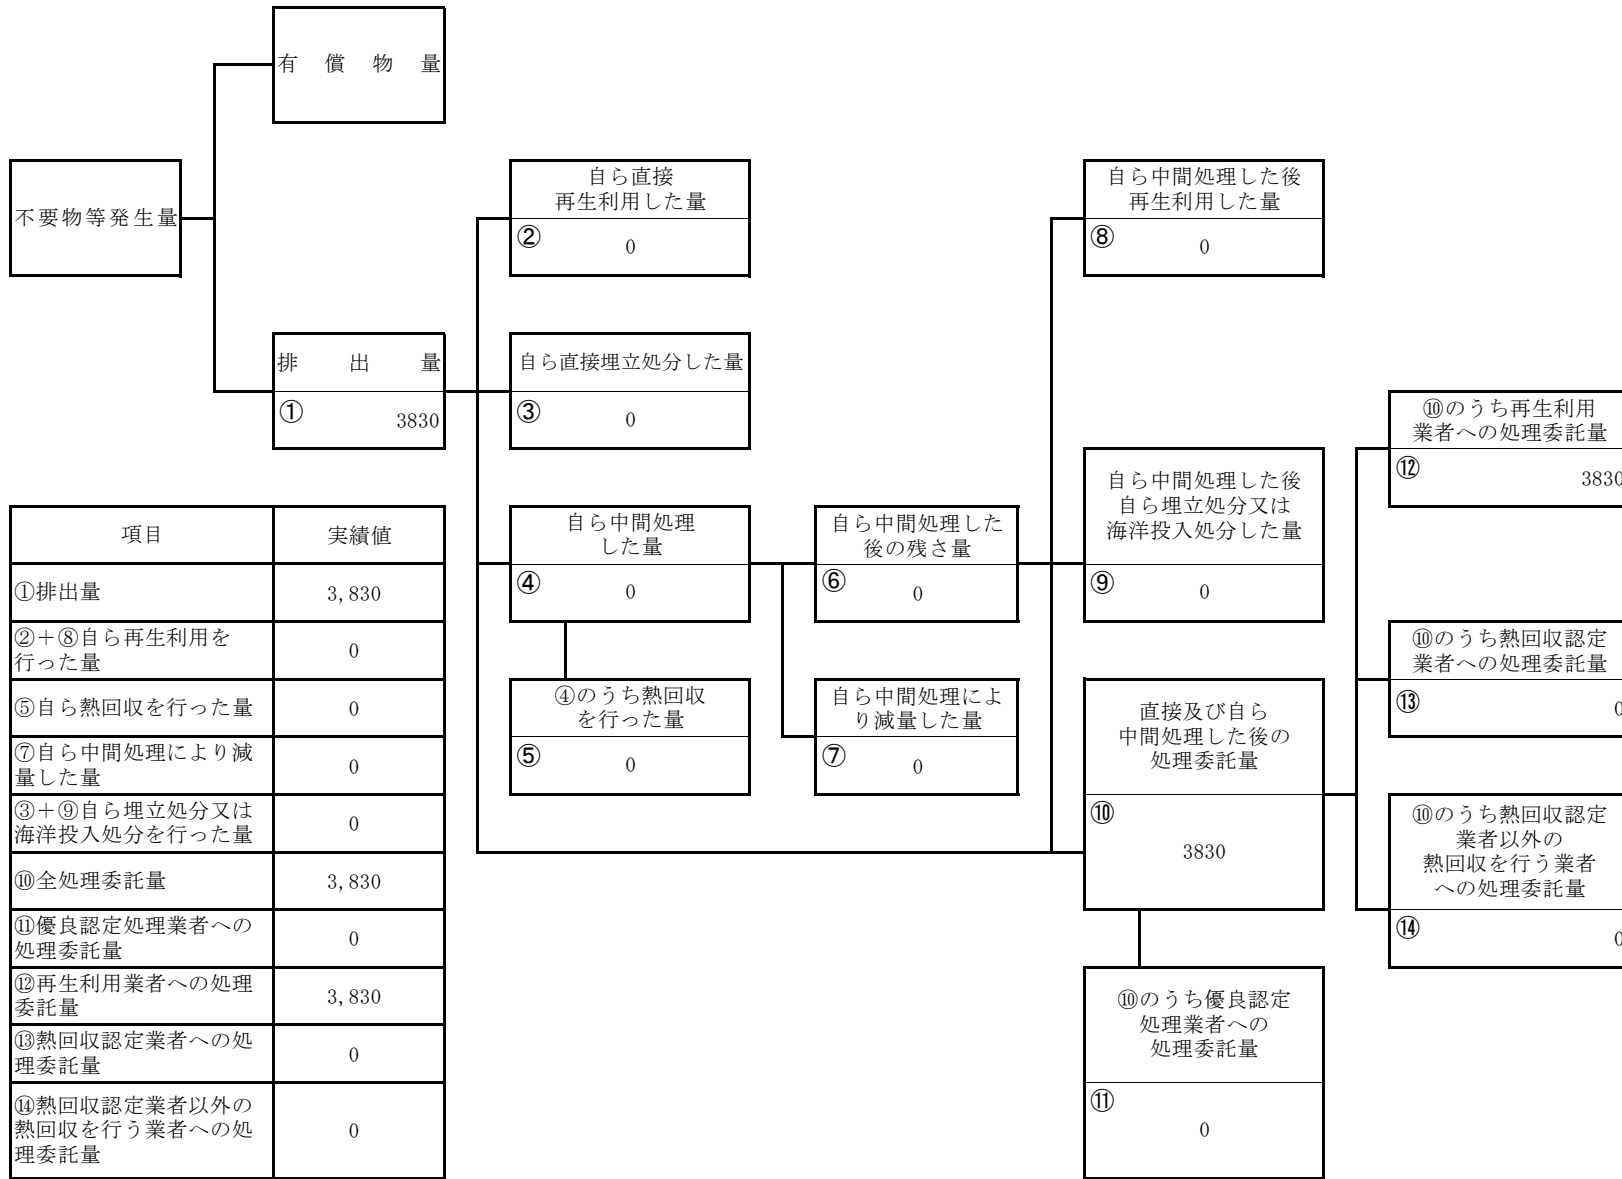 有償物量
不要物等発生量
自ら直接
再生利用した量
② 0
自ら中間処理した後
再生利用した量
⑧ 0
排出量
① 3830
自ら直接埋立処分した量
③ 0
⑩のうち再生利用
業者への処理委託量
⑫ 3830
自ら中間処理
した量
④ 0
自ら中間処理した
後の残さ量
⑥ 0
自ら中間処理した後
自ら埋立処分又は
海洋投入処分した量
⑨ 0
⑩のうち熱回収認定
業者への処理委託量
⑬ 0
④のうち熱回収
を行った量
⑤ 0
自ら中間処理によ
り減量した量
⑦ 0
直接及び自ら
中間処理した後の
処理委託量
⑩
3830
⑩のうち熱回収認定
業者以外の
熱回収を行う業者
への処理委託量
⑭ 0
⑩のうち優良認定
処理業者への
処理委託量
⑪
0
項目 実績値
①排出量 3,830
②+⑧自ら再生利用を
行った量 0
⑤自ら熱回収を行った量 0
⑦自ら中間処理により減
量した量 0
③+⑨自ら埋立処分又は
海洋投入処分を行った量 0
⑩全処理委託量 3,830
⑪優良認定処理業者への
処理委託量 0
⑫再生利用業者への処理
委託量 3,830
⑬熱回収認定業者への処
理委託量 0
⑭熱回収認定業者以外の
熱回収を行う業者への処
理委託量 0